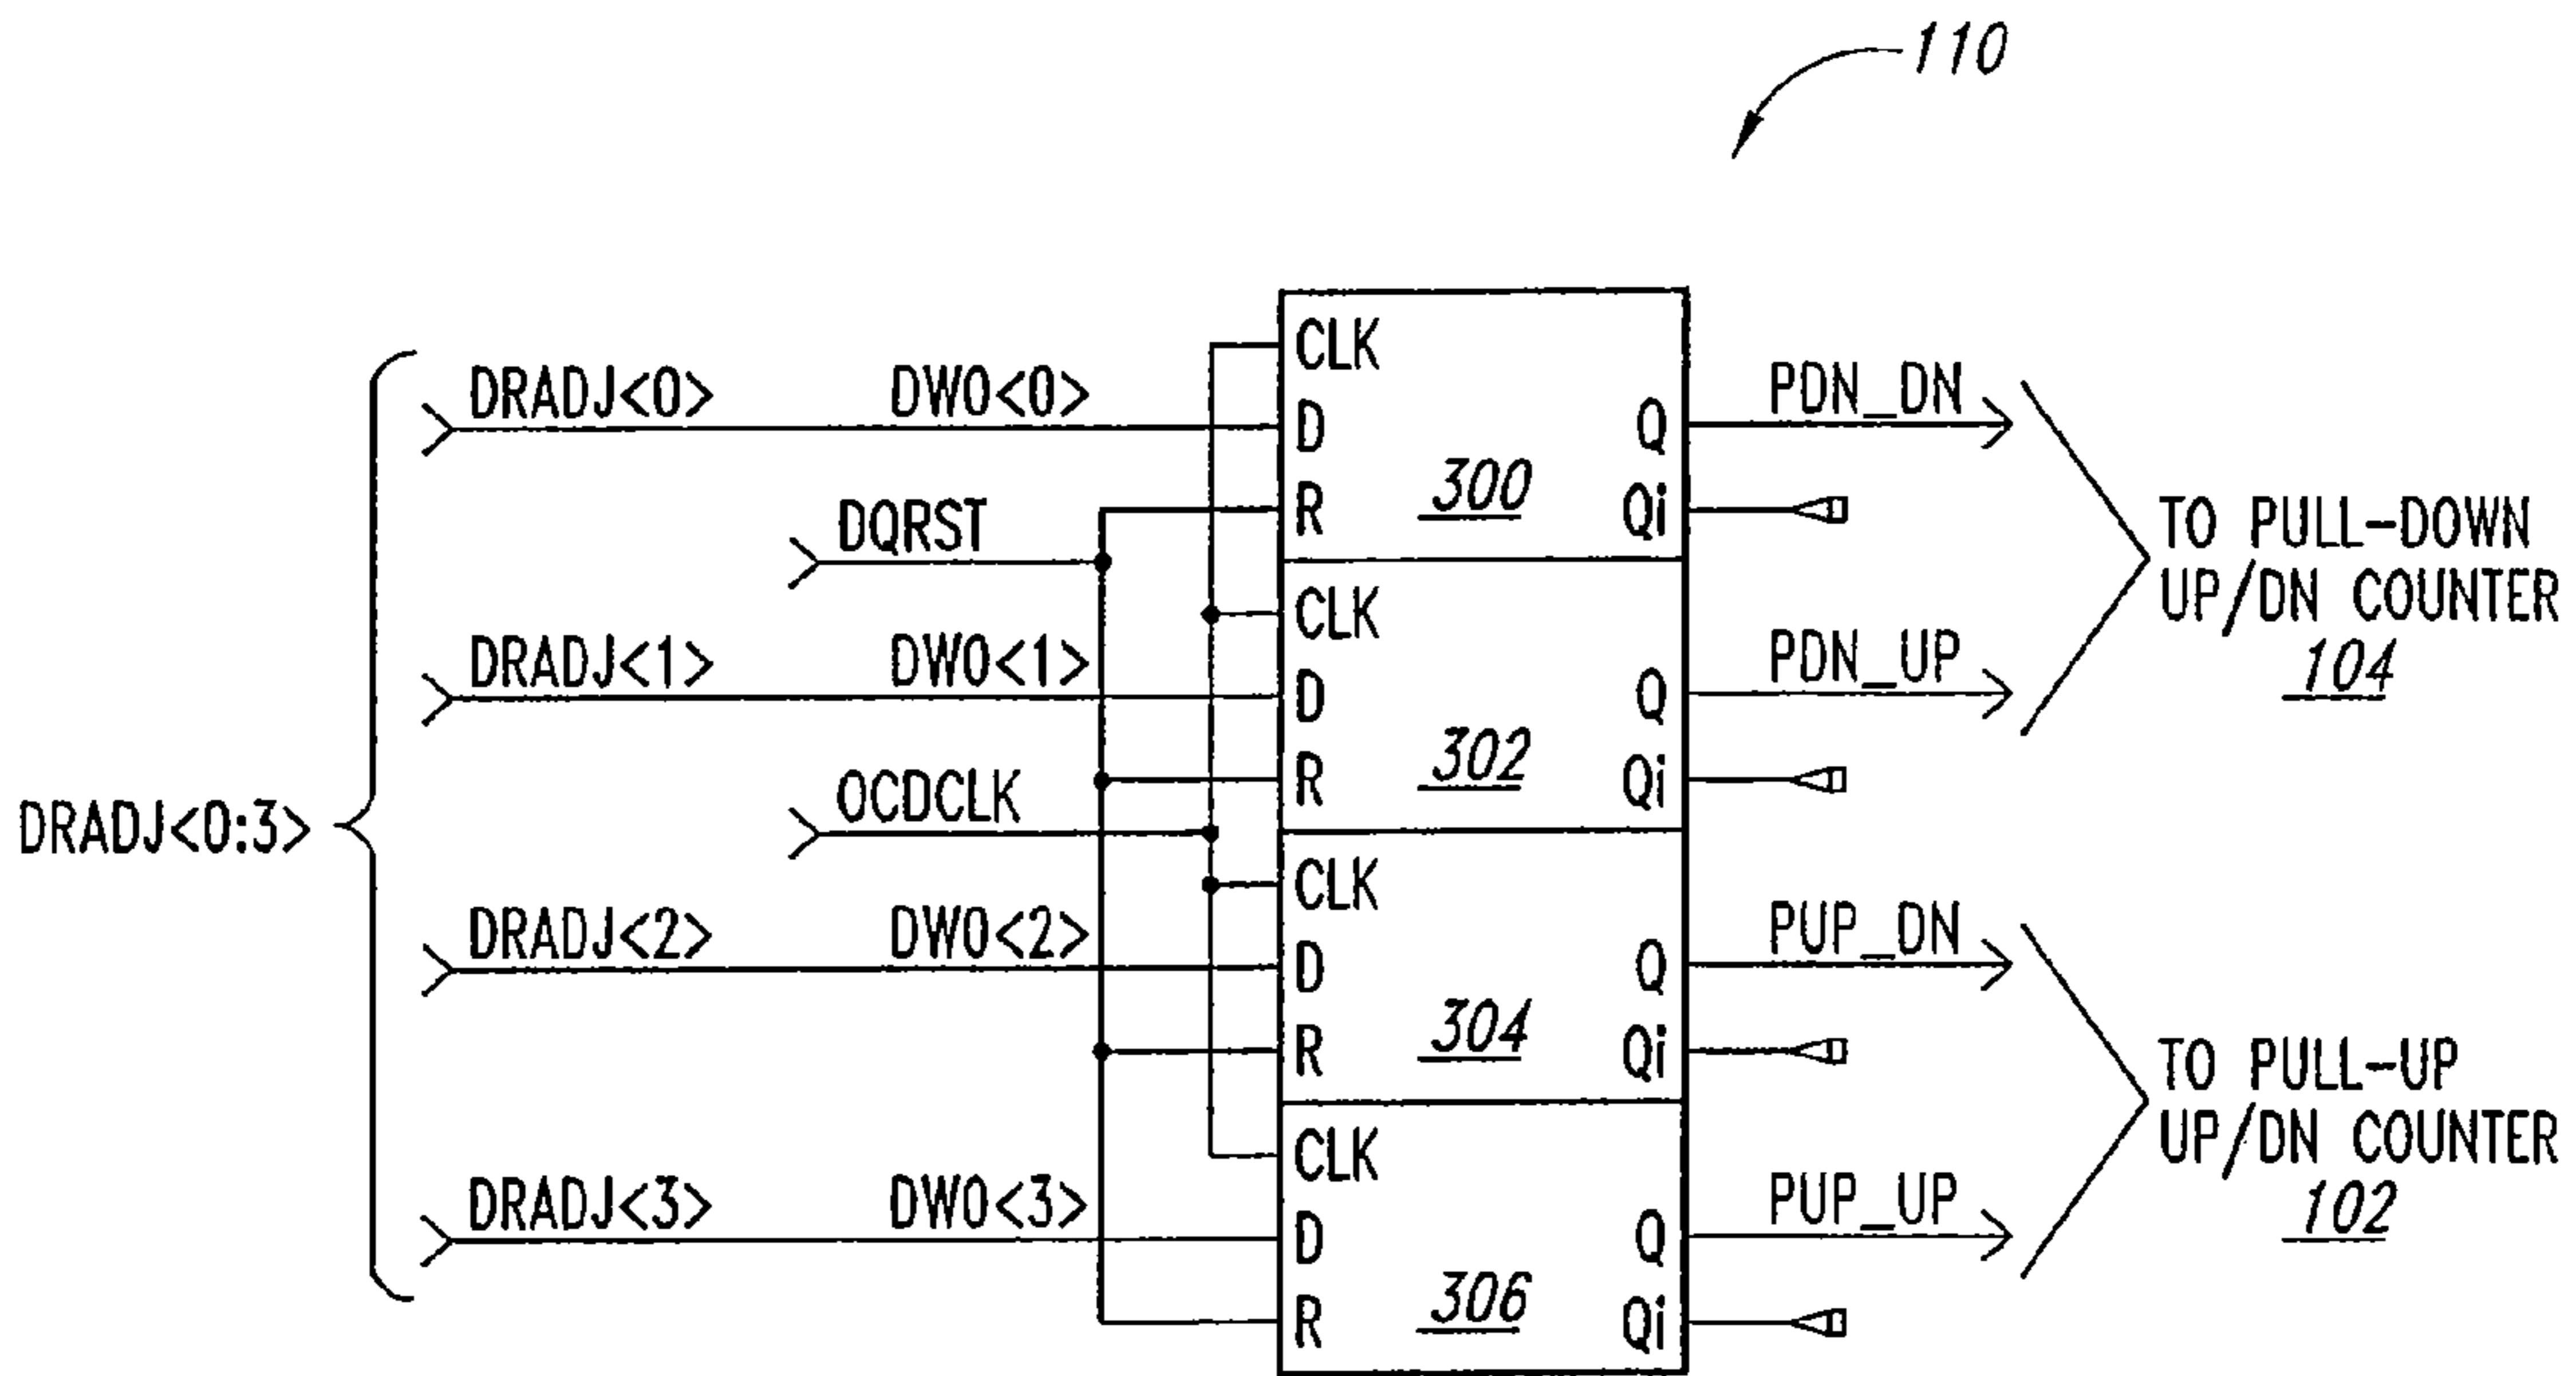 110
DRADJ<0:3>
DRADJ<0> DW0<0>
DQRST
DRADJ<1> DW0<1>
OCDCLK
DRADJ<2> DW0<2>
DRADJ<3> DW0<3>
CLK
D Q
R 300 Qi
CLK
D Q
R 302 Qi
CLK
D Q
R 304 Qi
CLK
D Q
R 306 Qi
PDN_DN
PDN_UP
PUP_DN
PUP_UP
TO PULL-DOWN
UP/DN COUNTER
104
TO PULL-UP
UP/DN COUNTER
102